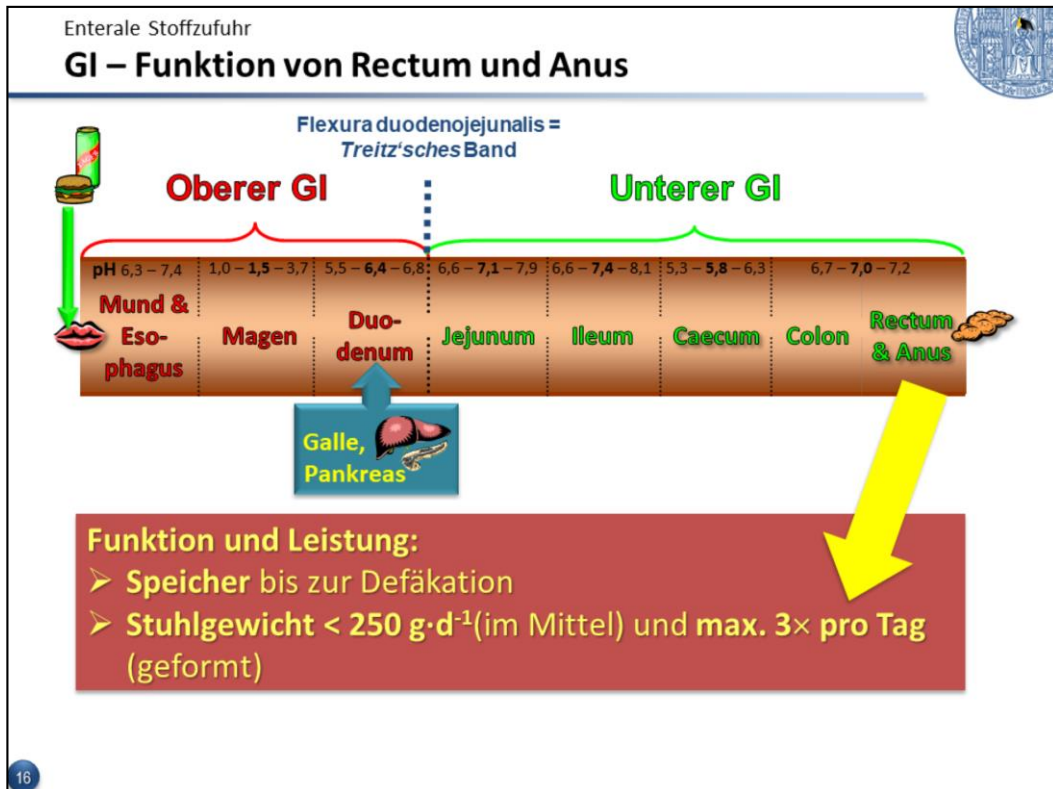 Enterale Stoffzufuhr
GI – Funktion von Rectum und Anus
Flexura duodenojejunalis =
Treitz‘sches Band
Oberer GI
Unterer GI
pH 6,3 – 7,4
1,0 – 1,5 – 3,7
5,5 – 6,4 – 6,8
6,6 – 7,1 – 7,9
6,6 – 7,4 – 8,1
5,3 – 5,8 – 6,3
6,7 – 7,0 – 7,2
Mund &
Eso-
phagus
Magen
Duo-
denum
Jejunum
Ileum
Caecum
Colon
Rectum
& Anus
Galle,
Pankreas
Funktion und Leistung:
➢ Speicher bis zur Defäkation
➢ Stuhlgewicht < 250 g·d⁻¹(im Mittel) und max. 3× pro Tag
(geformt)
16